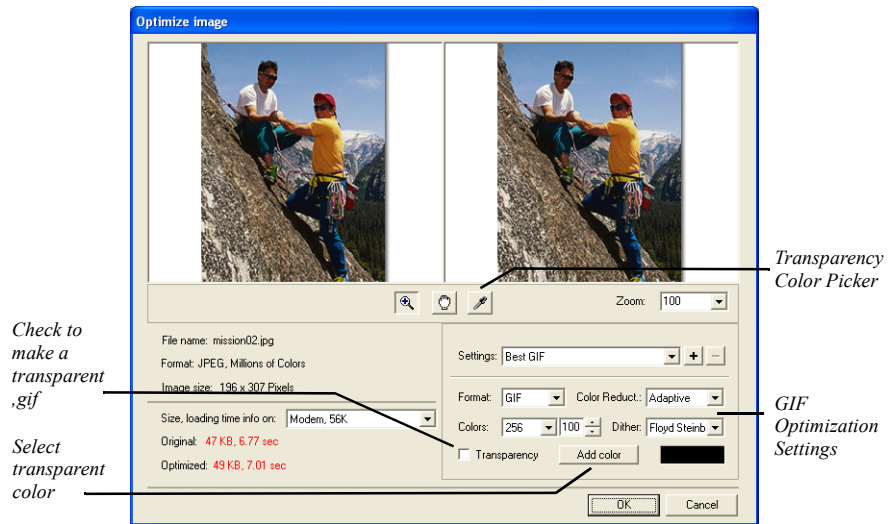 Optimize image
Transparency
Color Picker
Zoom: 100
Check to
make a
transparent
,gif
File name: mission02.jpg
Format: JPEG, Millions of Colors
Image size: 196 x 307 Pixels
Settings: Best GIF + −
Format: GIF Color Reduct.: Adaptive
Size, loading time info on: Modem, 56K
Colors: 256 100 Dither: Floyd Steinb
GIF
Optimization
Settings
Original: 47 KB, 6.77 sec
Optimized: 49 KB, 7.01 sec
Transparency Add color
Select
transparent
color
OK Cancel